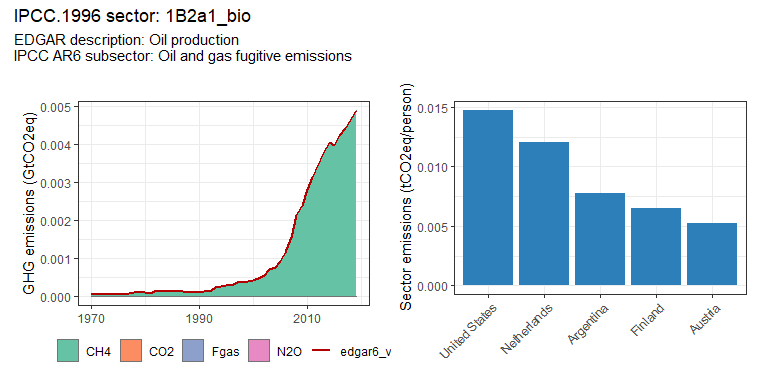 IPCC.1996 sector: 1B2a1_bio
EDGAR description: Oil production
IPCC AR6 subsector: Oil and gas fugitive emissions
GHG emissions (GtCO2eq)
0.005
0.004
0.003
0.002
0.001
0.000
1970
1990
2010
CH4
CO2
Fgas
N2O
edgar6_v
Sector emissions (tCO2eq/person)
0.015
0.010
0.005
0.000
United States
Netherlands
Argentina
Finland
Austria